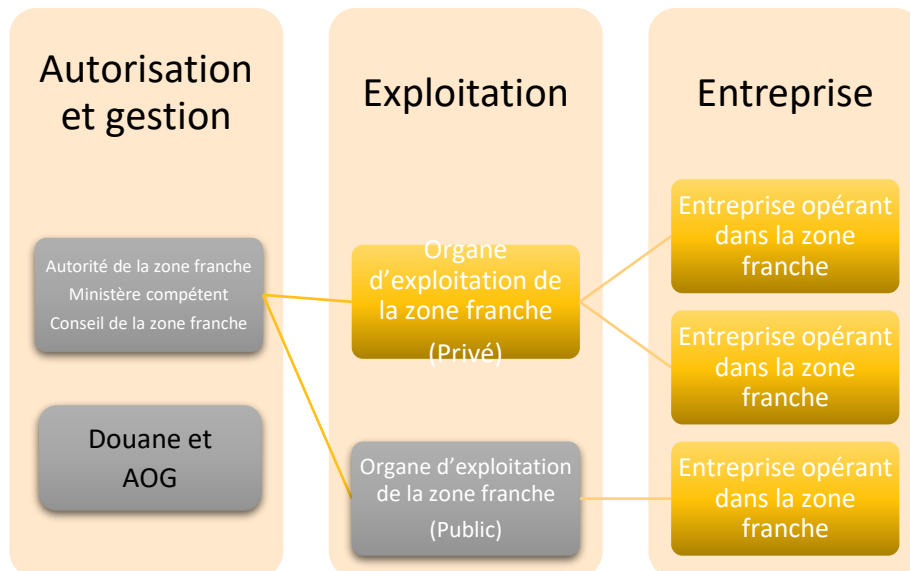 Autorisation
et gestion
Autorité de la zone franche
Ministère compétent
Conseil de la zone franche
Douane et
AOG
Exploitation
Organe
d'exploitation de
la zone franche
(Privé)
Organe d'exploitation
de la zone franche
(Public)
Entreprise
Entreprise opérant
dans la zone
franche
Entreprise opérant
dans la zone
franche
Entreprise opérant
dans la zone
franche